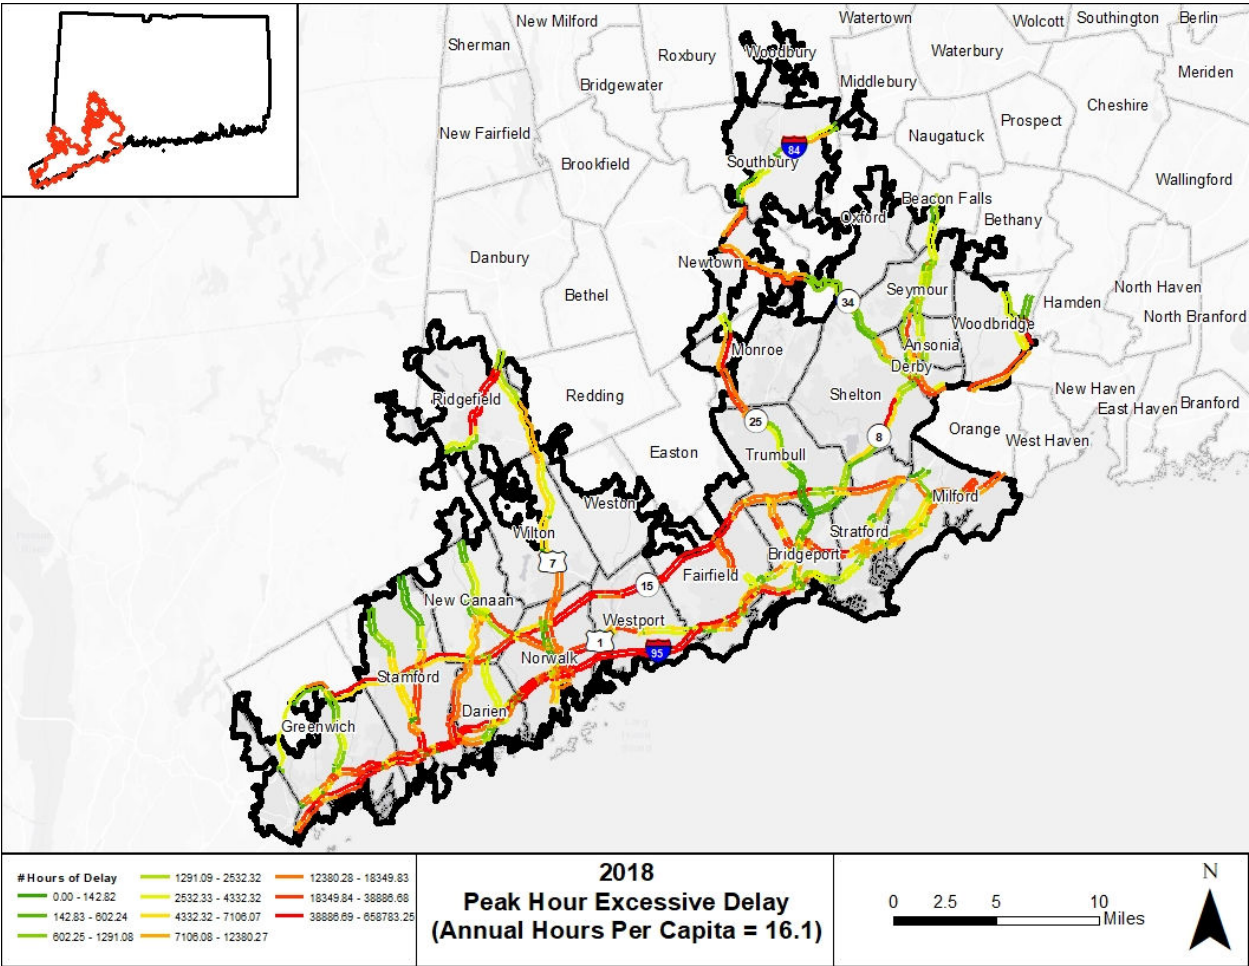 New Milford
Watertown
Wolcott
Southington
Berlin
Sherman
Roxbury
Woodbury
Waterbury
Bridgewater
Middlebury
Meriden
Cheshire
New Fairfield
Naugatuck
Prospect
Brookfield
84
Southbury
Wallingford
Beacon Falls
Oxford
Bethany
Danbury
Newtown
Bethel
Seymour
Hamden
North Haven
34
Woodbridge
North Branford
Monroe
Ansonia
Derby
Ridgefield
Redding
Shelton
New Haven
East Haven
Branford
25
8
Orange
West Haven
Easton
Trumbull
Weston
Milford
Wilton
Stratford
7
Bridgeport
15
Fairfield
New Canaan
Westport
1
Norwalk
95
Stamford
Darien
Greenwich
# Hours of Delay
0.00 - 142.82
142.83 - 602.24
602.25 - 1291.08
1291.09 - 2532.32
2532.33 - 4332.32
4332.32 - 7106.07
7106.08 - 12380.27
12380.28 - 18349.83
18349.84 - 38886.68
38886.69 - 658783.25
2018
Peak Hour Excessive Delay
(Annual Hours Per Capita = 16.1)
0 2.5 5 10
Miles
N